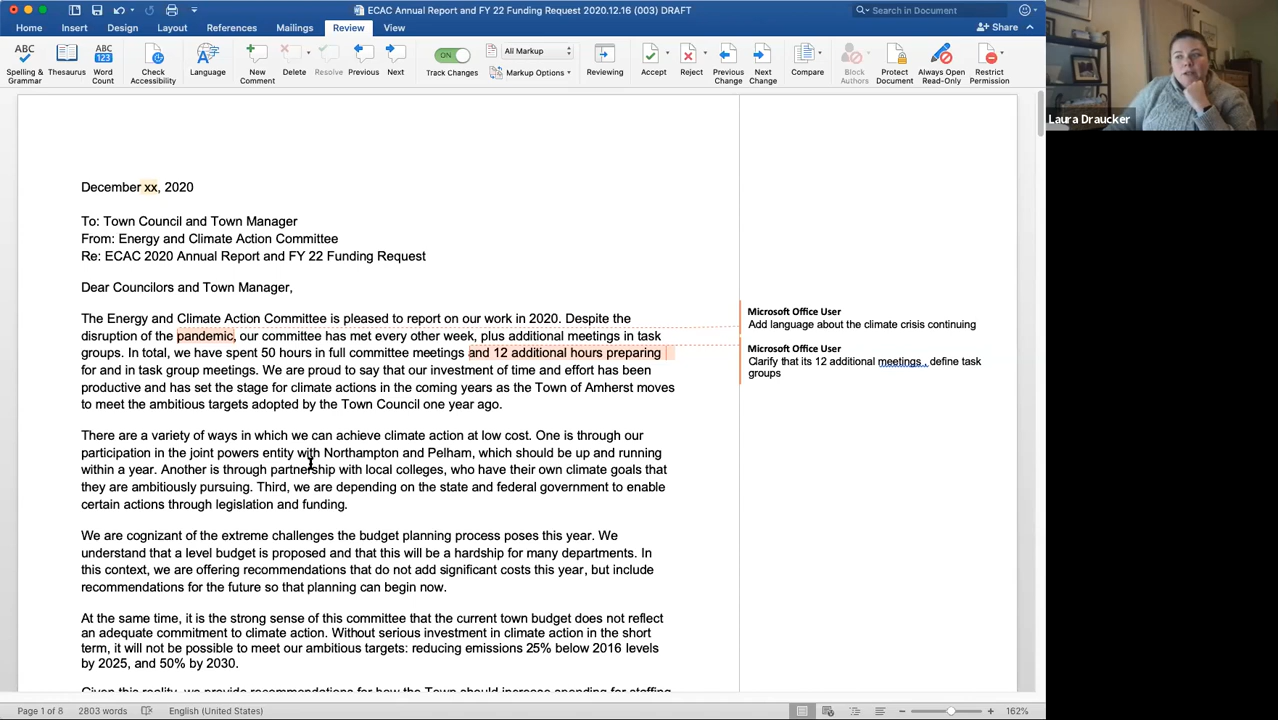 ECAC Annual Report and FY 22 Funding Request 2020.12.16 (003) DRAFT
Search in Document
Home Insert Design Layout References Mailings Review View
Share
ABC
ABC
123
ON
All Markup
Markup Options
Spelling & Grammar
Thesaurus
Word Count
Check Accessibility
Language
New Comment
Delete
Resolve
Previous
Next
Track Changes
Reviewing
Accept
Reject
Previous Change
Next Change
Compare
Block Authors
Protect Document
Always Open Read-Only
Restrict Permission
Laura Draucker
December xx, 2020
To: Town Council and Town Manager
From: Energy and Climate Action Committee
Re: ECAC 2020 Annual Report and FY 22 Funding Request
Dear Councilors and Town Manager,
The Energy and Climate Action Committee is pleased to report on our work in 2020. Despite the
disruption of the pandemic, our committee has met every other week, plus additional meetings in task
groups. In total, we have spent 50 hours in full committee meetings and 12 additional hours preparing
for and in task group meetings. We are proud to say that our investment of time and effort has been
productive and has set the stage for climate actions in the coming years as the Town of Amherst moves
to meet the ambitious targets adopted by the Town Council one year ago.
There are a variety of ways in which we can achieve climate action at low cost. One is through our
participation in the joint powers entity with Northampton and Pelham, which should be up and running
within a year. Another is through partnership with local colleges, who have their own climate goals that
they are ambitiously pursuing. Third, we are depending on the state and federal government to enable
certain actions through legislation and funding.
We are cognizant of the extreme challenges the budget planning process poses this year. We
understand that a level budget is proposed and that this will be a hardship for many departments. In
this context, we are offering recommendations that do not add significant costs this year, but include
recommendations for the future so that planning can begin now.
At the same time, it is the strong sense of this committee that the current town budget does not reflect
an adequate commitment to climate action. Without serious investment in climate action in the short
term, it will not be possible to meet our ambitious targets: reducing emissions 25% below 2016 levels
by 2025, and 50% by 2030.
Given this reality, we provide recommendations for how the Town should increase spending for staffing
Microsoft Office User
Add language about the climate crisis continuing
Microsoft Office User
Clarify that its 12 additional meetings , define task
groups
Page 1 of 8 2803 words English (United States) 162%